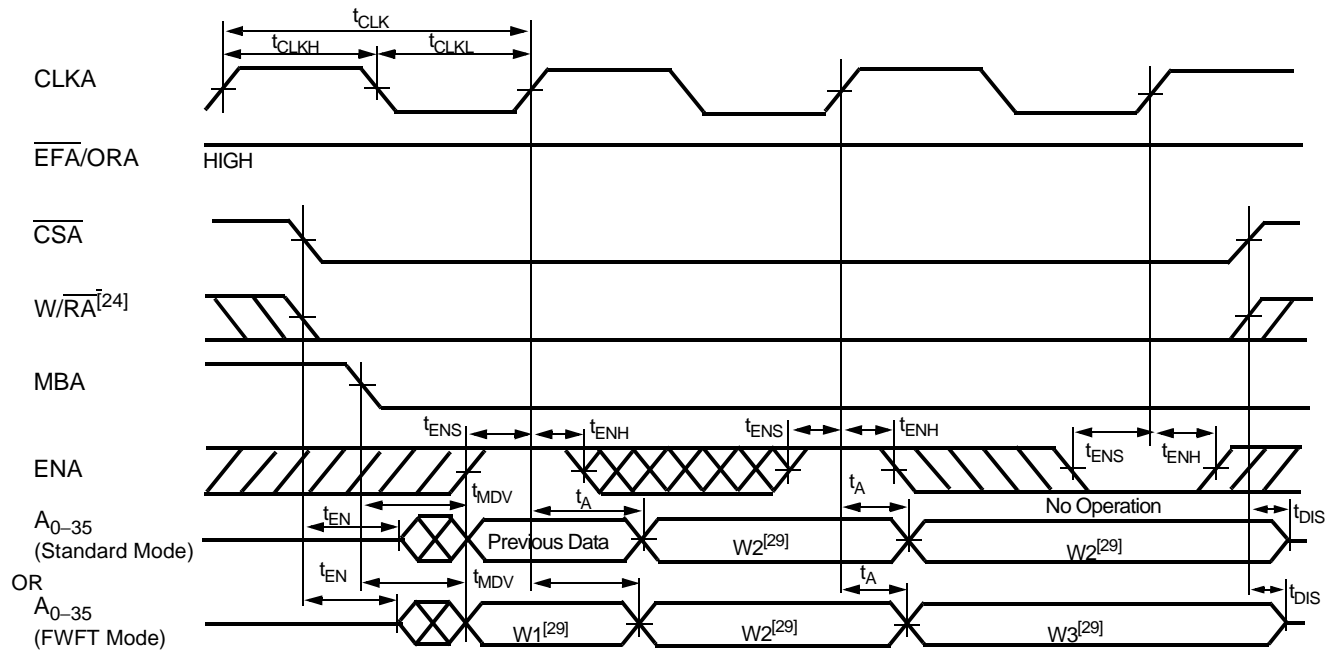 tCLK
tCLKH
tCLKL
CLKA
EFA/ORA
HIGH
CSA
W/RA[24]
MBA
tENS
tENH
tENS
tENH
ENA
tENS
tENH
tMDV
tA
tA
No Operation
A0–35
(Standard Mode)
tEN
Previous Data
W2[29]
W2[29]
tDIS
OR
tEN
tMDV
tA
tDIS
A0–35
(FWFT Mode)
W1[29]
W2[29]
W3[29]